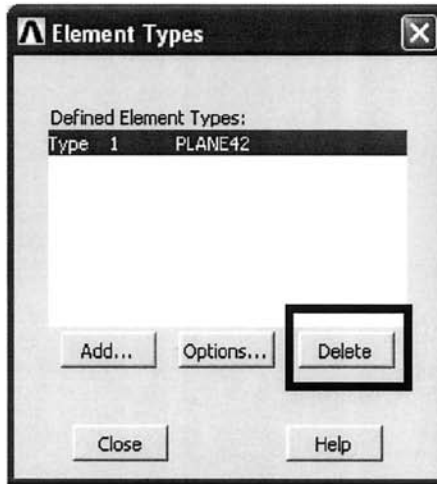 Element Types
Defined Element Types:
Type 1 PLANE42
Add... Options... Delete
Close Help